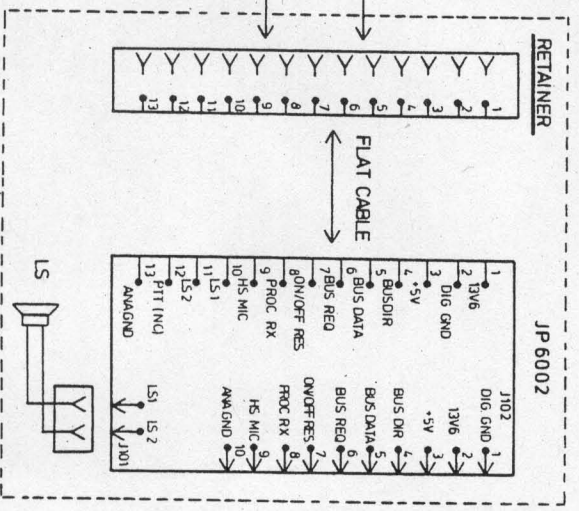 RETAINER
1
2
3
4
5
6
7
8
9
10
11
12
13
FLAT CABLE
JP6002
1
13V6
2
DIG GND
3
+5V
4
BUSDIR
5
BUS DATA
6
BUS REQ
7
ON/OFF RES
8
PROC RX
9
HS MIC
10
LS1
11
LS2
12
PTT (NC)
13
ANAGND
J102
DIG. GND 1
13V6 2
+5V 3
BUS DIR 4
BUS DATA 5
BUS REQ 6
ON/OFF RES 7
PROC RX 8
HS MIC 9
ANAGND 10
LS 2
LS1
J101
LS